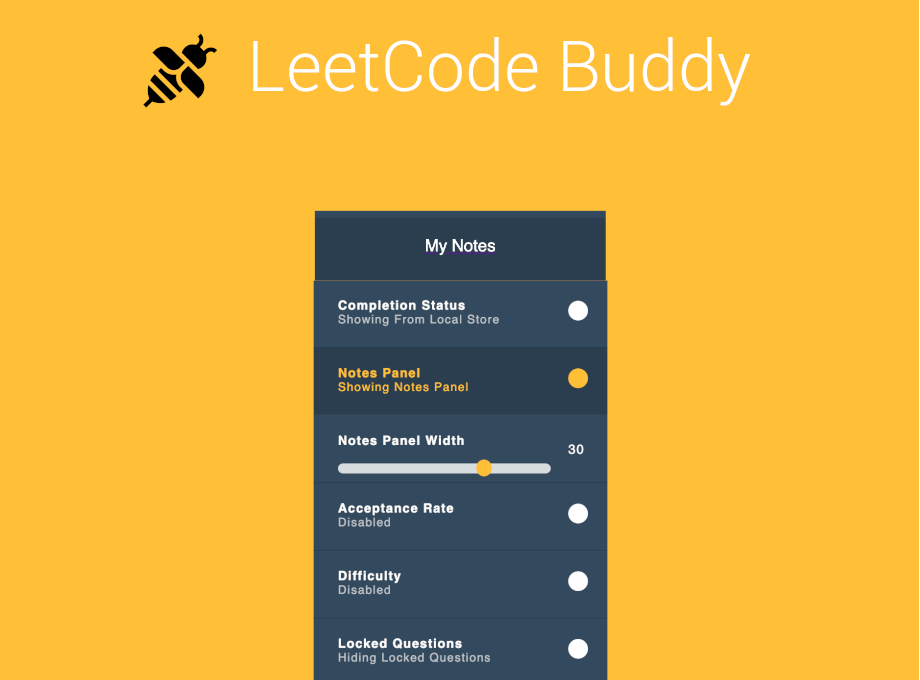 LeetCode Buddy
My Notes
Completion Status
Showing From Local Store
Notes Panel
Showing Notes Panel
Notes Panel Width
30
Acceptance Rate
Disabled
Difficulty
Disabled
Locked Questions
Hiding Locked Questions